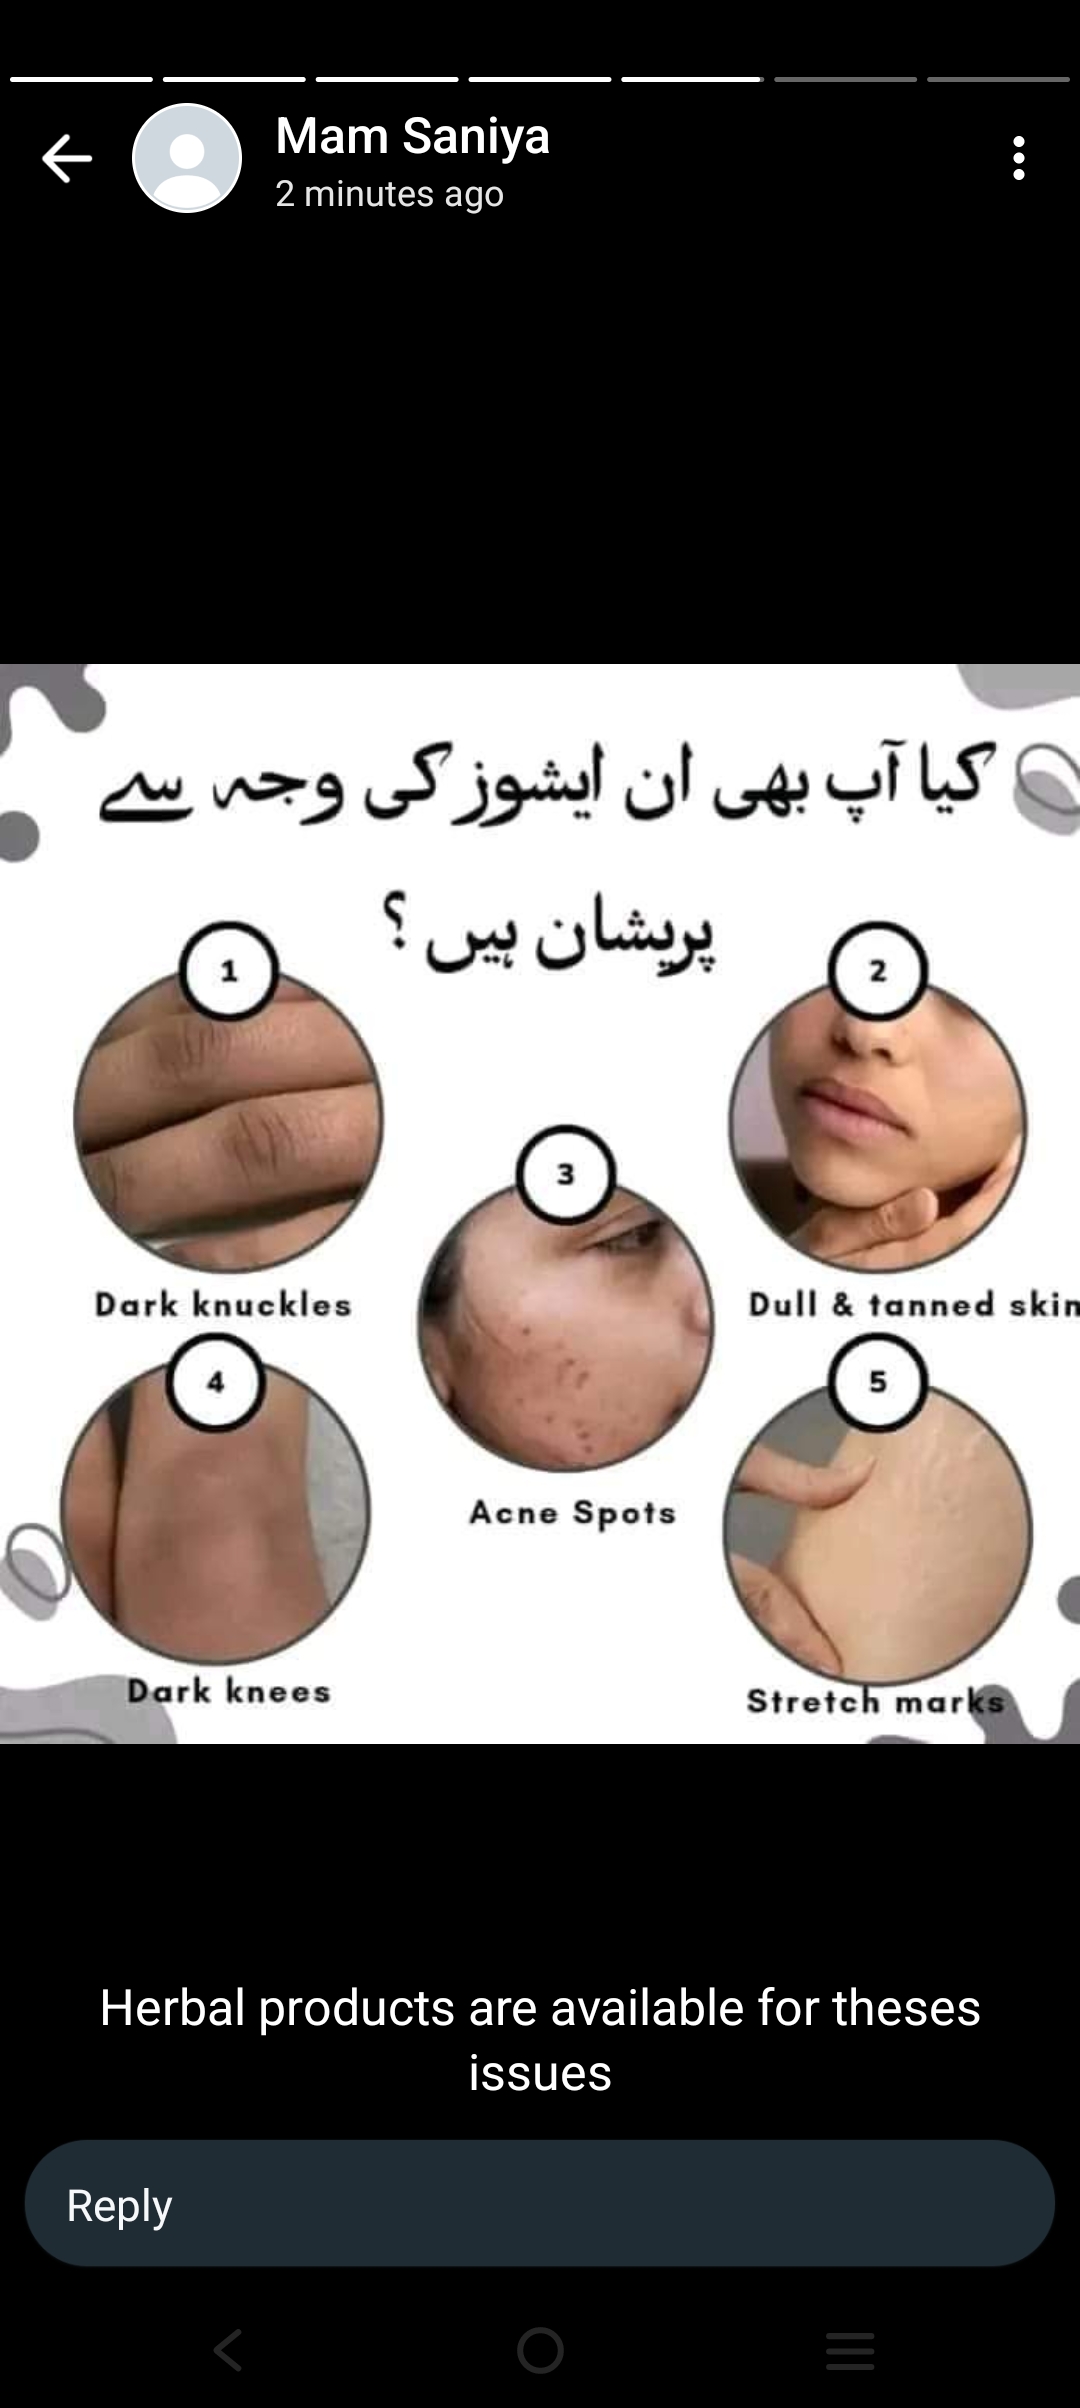 Mam Saniya
2 minutes ago
کیا آپ بھی ان ایشوز کی وجہ سے
پریشان ہیں ؟
1
2
3
Dark knuckles
Dull & tanned skin
4
5
Acne Spots
Dark knees
Stretch marks
Herbal products are available for theses
issues
Reply